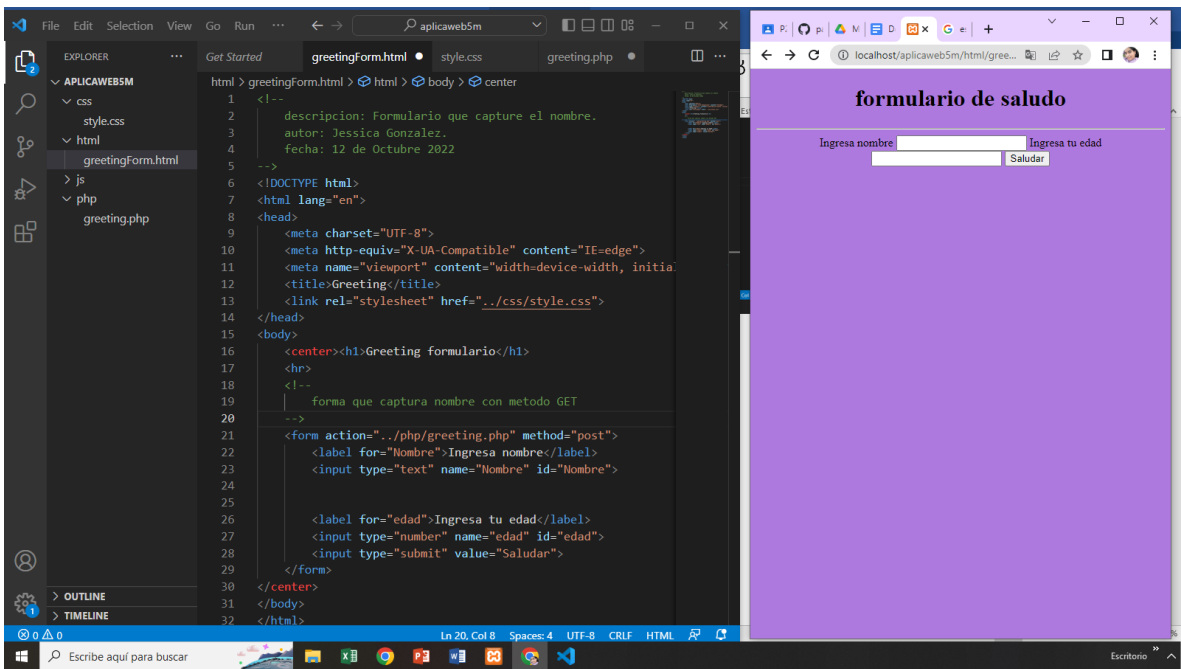 File Edit Selection View Go Run ··· aplicaweb5m
EXPLORER ···
APLICAWEB5M
css
style.css
html
greetingForm.html
js
php
greeting.php
OUTLINE
TIMELINE
Get Started greetingForm.html style.css greeting.php ···
html > greetingForm.html > html > body > center
1 <!--
2 descripcion: Formulario que capture el nombre.
3 autor: Jessica Gonzalez.
4 fecha: 12 de Octubre 2022
5 -->
6 <!DOCTYPE html>
7 <html lang="en">
8 <head>
9 <meta charset="UTF-8">
10 <meta http-equiv="X-UA-Compatible" content="IE=edge">
11 <meta name="viewport" content="width=device-width, initial
12 <title>Greeting</title>
13 <link rel="stylesheet" href="../css/style.css">
14 </head>
15 <body>
16 <center><h1>Greeting formulario</h1>
17 <hr>
18 <!--
19 forma que captura nombre con metodo GET
20 -->
21 <form action="../php/greeting.php" method="post">
22 <label for="Nombre">Ingresa nombre</label>
23 <input type="text" name="Nombre" id="Nombre">
24
25
26 <label for="edad">Ingresa tu edad</label>
27 <input type="number" name="edad" id="edad">
28 <input type="submit" value="Saludar">
29 </form>
30 </center>
31 </body>
32 </html>
2
1
0 0 Ln 20, Col 8 Spaces: 4 UTF-8 CRLF HTML
localhost/aplicaweb5m/html/gree...
formulario de saludo
Ingresa nombre Ingresa tu edad
Saludar
Escribe aquí para buscar
Escritorio